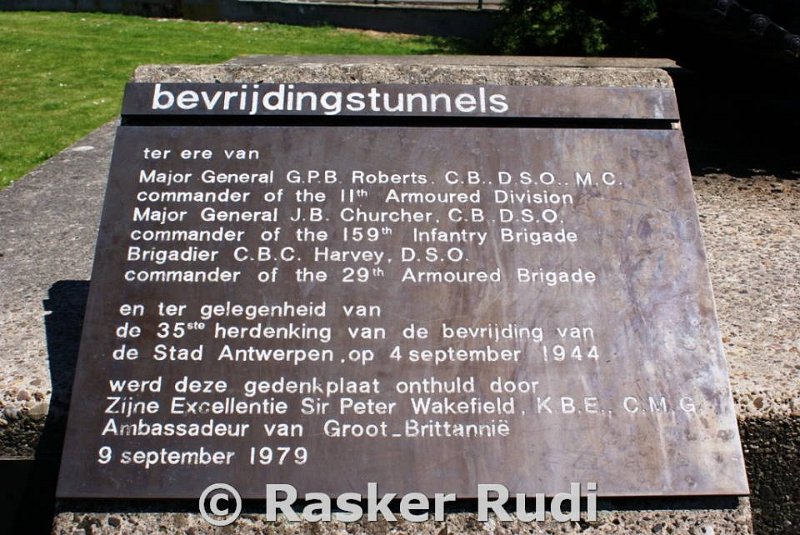 bevrijdingstunnels
ter ere van
Major General G.P.B. Roberts. C.B., D.S.O., M.C.
commander of the 11th Armoured Division
Major General J.B. Churcher, C.B. D.S.O.
commander of the 159th Infantry Brigade
Brigadier C.B.C. Harvey, D.S.O.
commander of the 29th Armoured Brigade
en ter gelegenheid van
de 35ste herdenking van de bevrijding van
de Stad Antwerpen, op 4 september 1944
werd deze gedenkplaat onthuld door
Zijne Excellentie Sir Peter Wakefield, K.B.E., C.M.G
Ambassadeur van Groot-Brittannië
9 september 1979
© Rasker Rudi